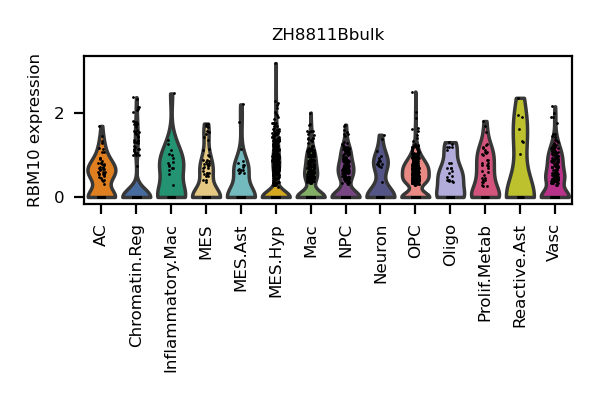 ZH8811Bbulk
RBM10 expression
2
0
AC
Chromatin.Reg
Inflammatory.Mac
MES
MES.Ast
MES.Hyp
Mac
NPC
Neuron
OPC
Oligo
Prolif.Metab
Reactive.Ast
Vasc